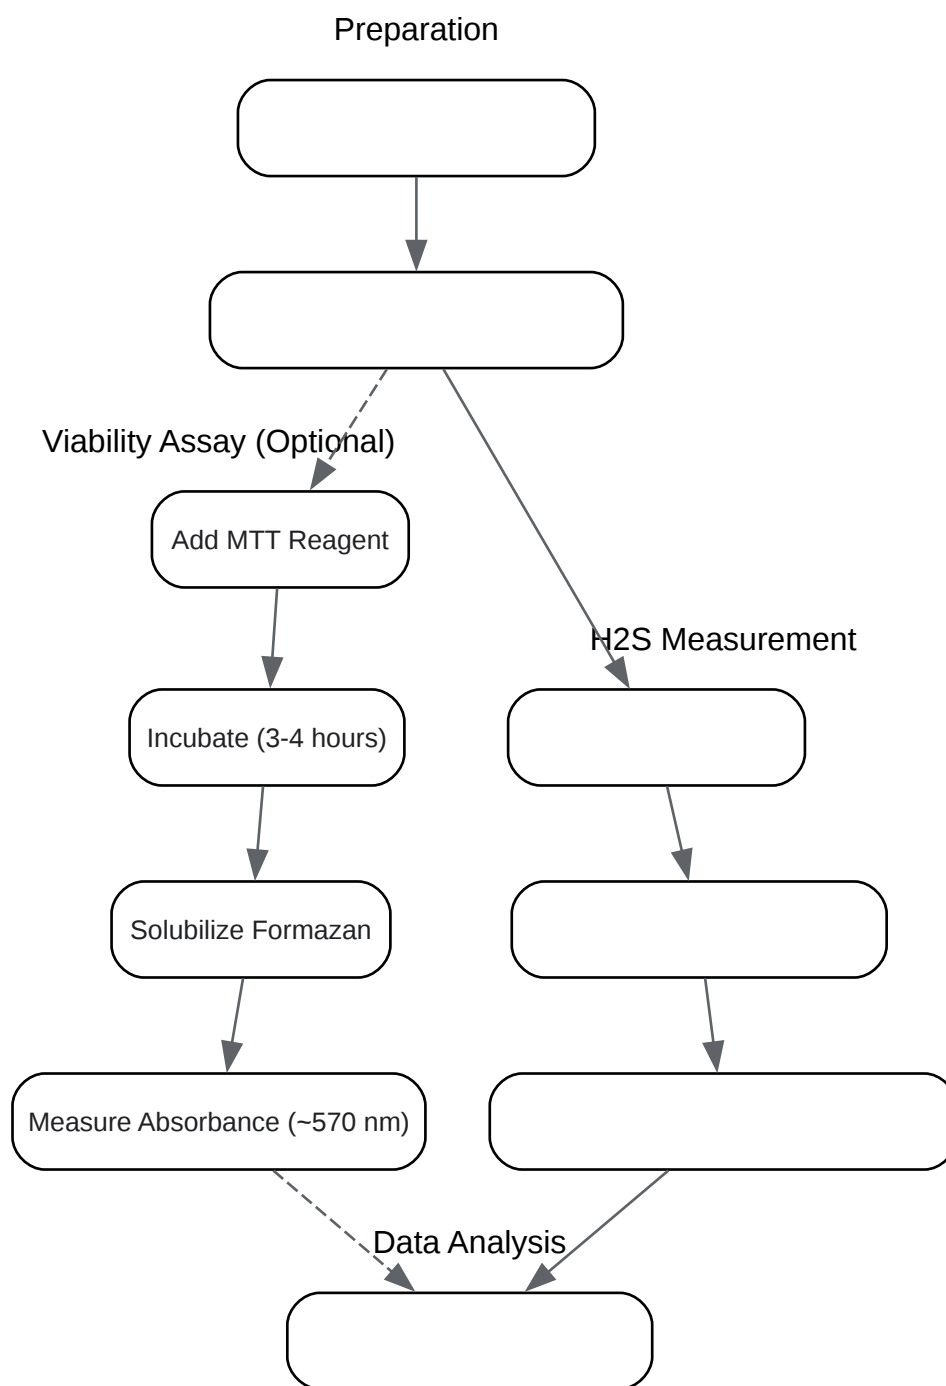 Preparation
Viability Assay (Optional)
Add MTT Reagent
H2S Measurement
Incubate (3-4 hours)
Solubilize Formazan
Measure Absorbance (~570 nm)
Data Analysis